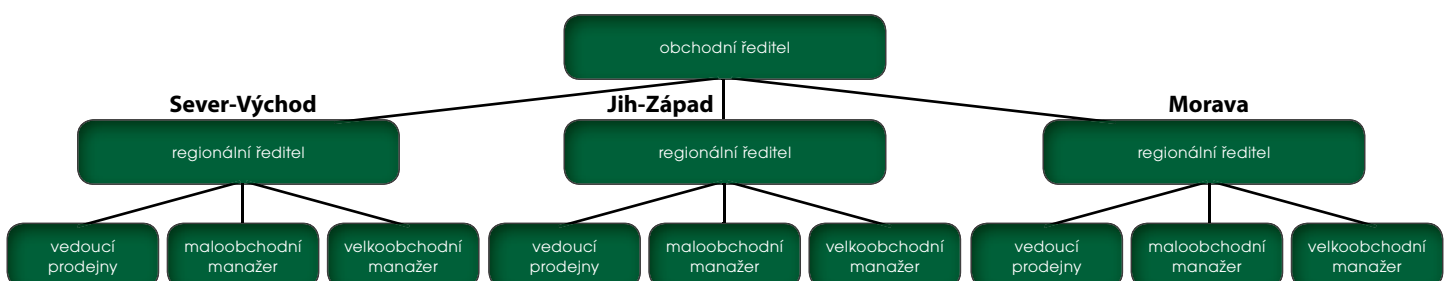 obchodní ředitel
Sever-Východ
Jih-Západ
Morava
regionální ředitel
regionální ředitel
regionální ředitel
vedoucí
prodejny
maloobchodní
manažer
velkoobchodní
manažer
vedoucí
prodejny
maloobchodní
manažer
velkoobchodní
manažer
vedoucí
prodejny
maloobchodní
manažer
velkoobchodní
manažer